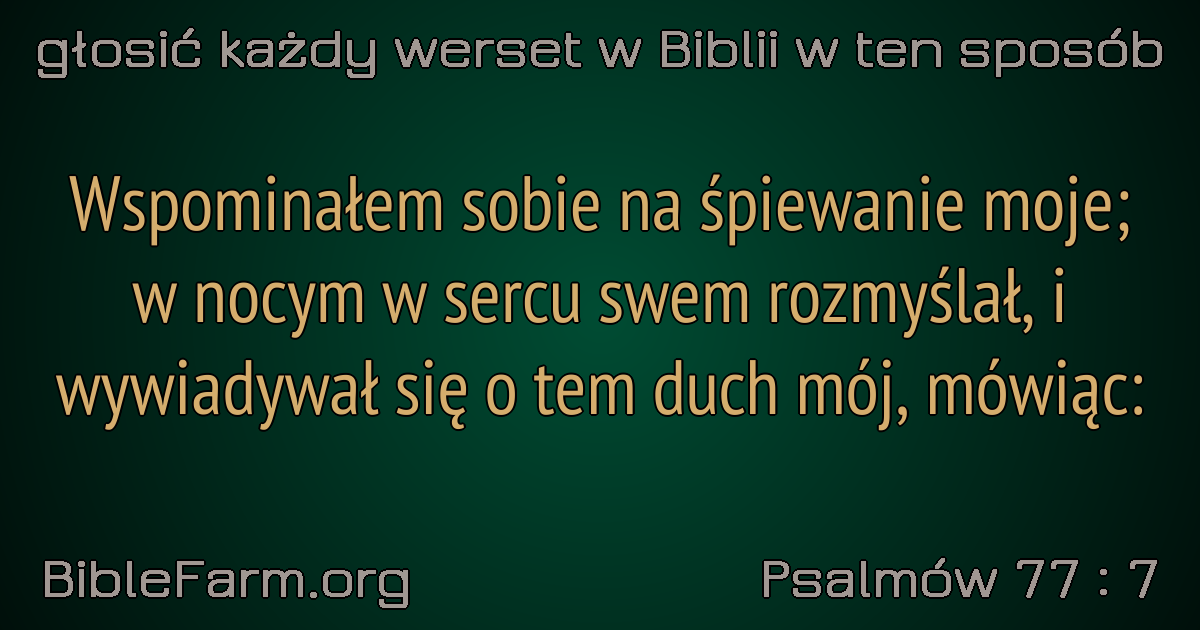 głosić każdy werset w Biblii w ten sposób
Wspominałem sobie na śpiewanie moje;
w nocym w sercu swem rozmyślał, i
wywiadywał się o tem duch mój, mówiąc:
BibleFarm.org
Psalmów 77 : 7